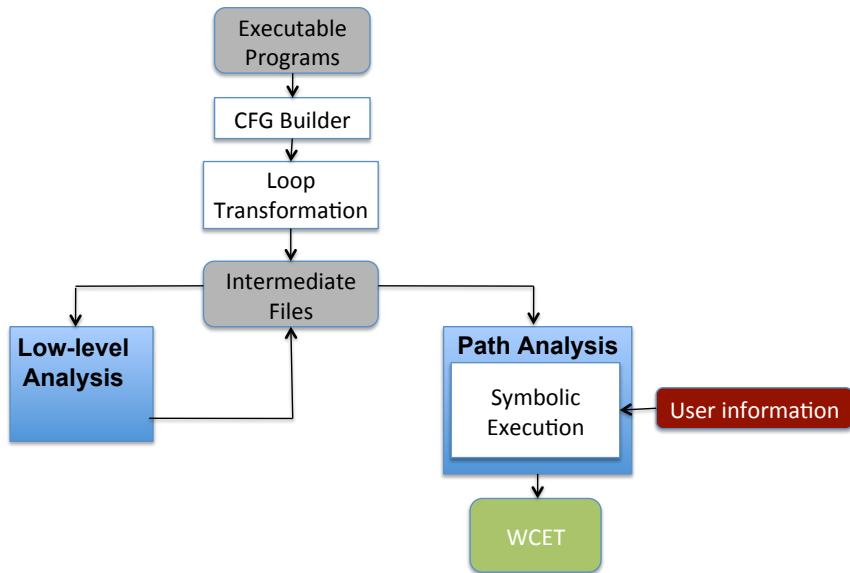 Executable
Programs
CFG Builder
Loop
Transformation
Intermediate
Files
Low-level
Analysis
Path Analysis
Symbolic
Execution
User information
WCET